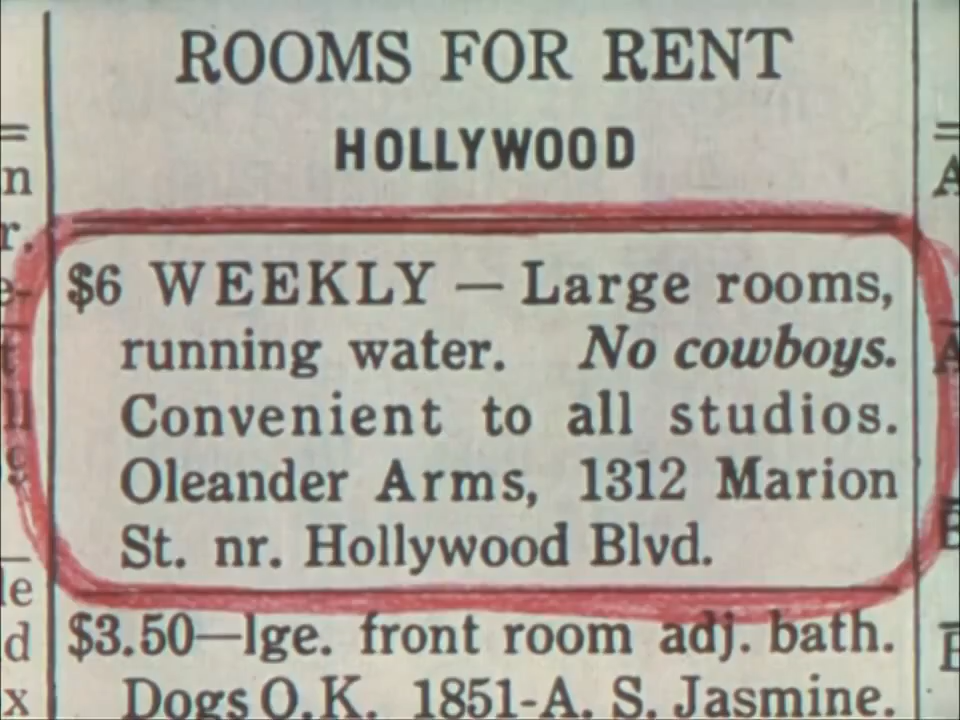 ROOMS FOR RENT
HOLLYWOOD
$6 WEEKLY — Large rooms,
running water. No cowboys.
Convenient to all studios.
Oleander Arms, 1312 Marion
St. nr. Hollywood Blvd.
$3.50—lge. front room adj. bath.
Dogs O.K. 1851-A. S. Jasmine.